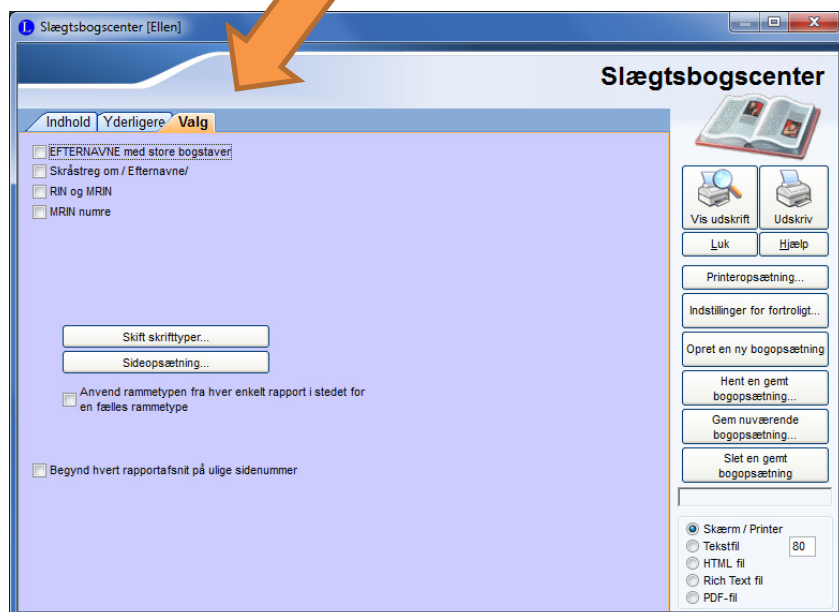 Slægtsbogscenter [Ellen]
Slægtsbogscenter
Indhold Yderligere Valg
EFTERNAVNE med store bogstaver
Skråstreg om / Efternavne/
RIN og MRIN
MRIN numre
Skift skrifttyper...
Sideopsætning...
Anvend rammetypen fra hver enkelt rapport i stedet for
en fælles rammetype
Begynd hvert rapportafsnit på ulige sidenummer
Vis udskrift Udskriv
Luk Hjælp
Printeropsætning...
Indstillinger for fortroligt...
Opret en ny bogopsætning
Hent en gemt
bogopsætning...
Gem nuværende
bogopsætning...
Slet en gemt
bogopsætning
Skærm / Printer
Tekstfil 80
HTML fil
Rich Text fil
PDF-fil